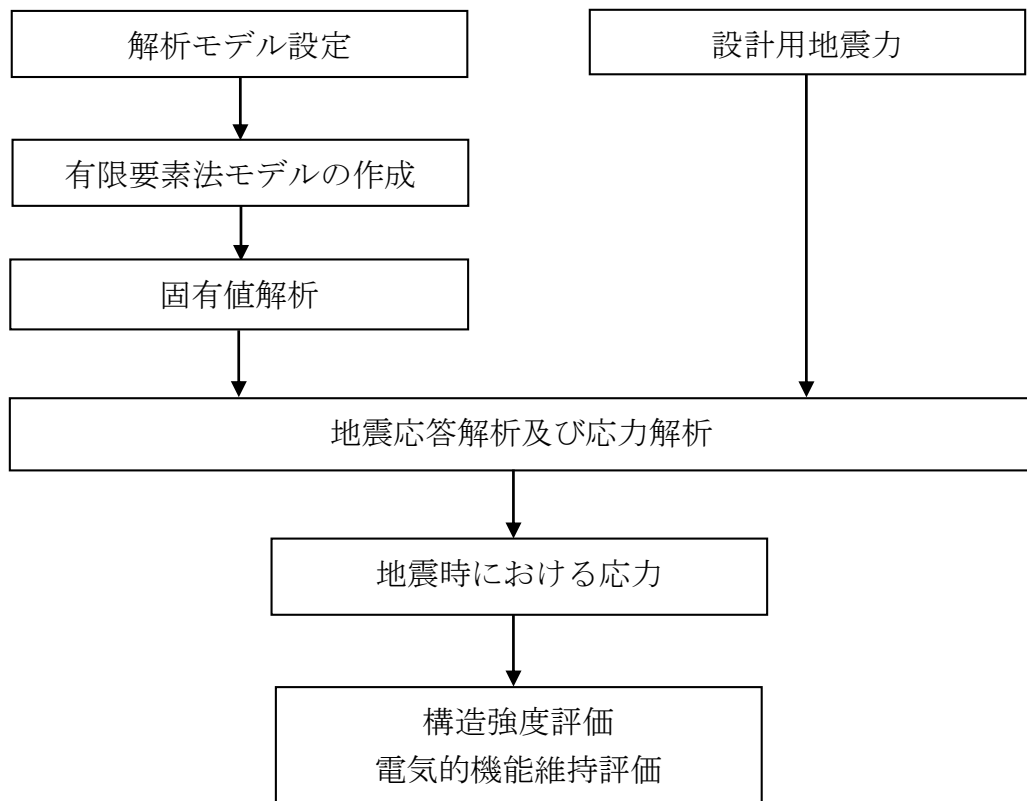 解析モデル設定
設計用地震力
有限要素法モデルの作成
固有値解析
地震応答解析及び応力解析
地震時における応力
構造強度評価
電気的機能維持評価